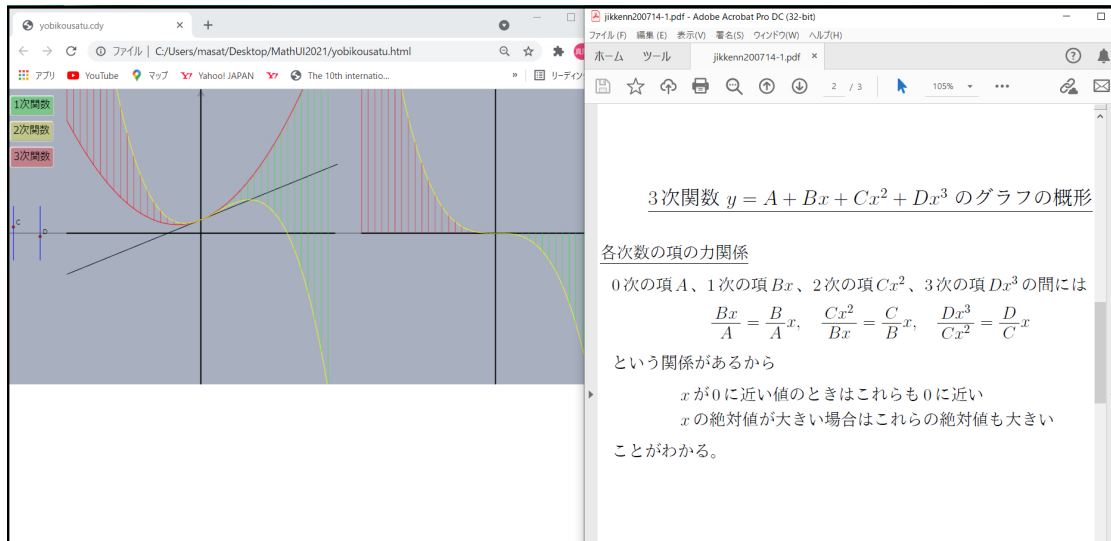 yobikousatu.cdy
ファイル | C:/Users/masat/Desktop/MathUI2021/yobikousatu.html
アプリ YouTube マップ Yahoo! JAPAN The 10th internatio... » リーディン
1次関数
2次関数
3次関数
C
D
jikkenn200714-1.pdf - Adobe Acrobat Pro DC (32-bit)
ファイル(F) 編集(E) 表示(V) 署名(S) ウィンドウ(W) ヘルプ(H)
ホーム ツール jikkenn200714-1.pdf ×
2 / 3 105%
3次関数 y = A + Bx + Cx² + Dx³ のグラフの概形
各次数の項の力関係
0次の項 A、1次の項 Bx、2次の項 Cx²、3次の項 Dx³ の間には
Bx/A = B/A x, Cx²/Bx = C/B x, Dx³/Cx² = D/C x
という関係があるから
x が 0 に近い値のときはこれらも 0 に近い
x の絶対値が大きい場合はこれらの絶対値も大きい
ことがわかる。